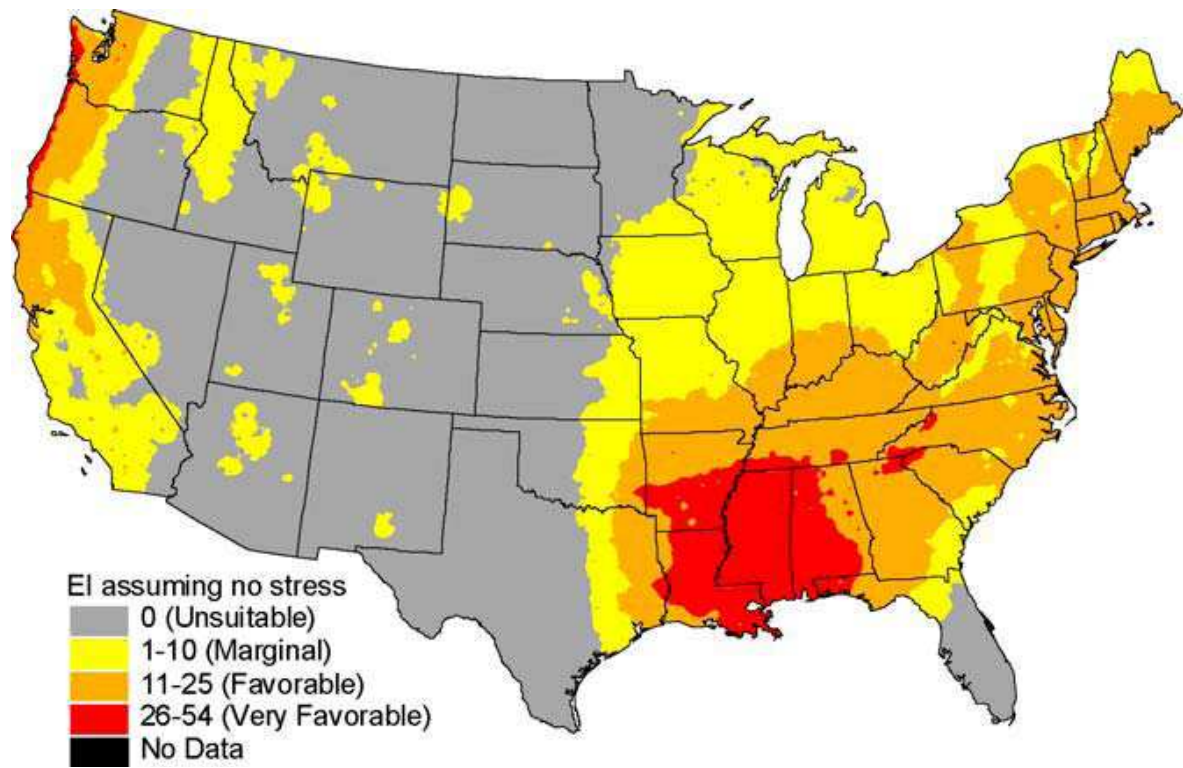 EI assuming no stress
0 (Unsuitable)
1-10 (Marginal)
11-25 (Favorable)
26-54 (Very Favorable)
No Data